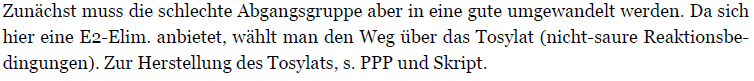 Zunächst muss die schlechte Abgangsgruppe aber in eine gute umgewandelt werden. Da sich
hier eine E2-Elim. anbietet, wählt man den Weg über das Tosylat (nicht-saure Reaktionsbe-
dingungen). Zur Herstellung des Tosylats, s. PPP und Skript.